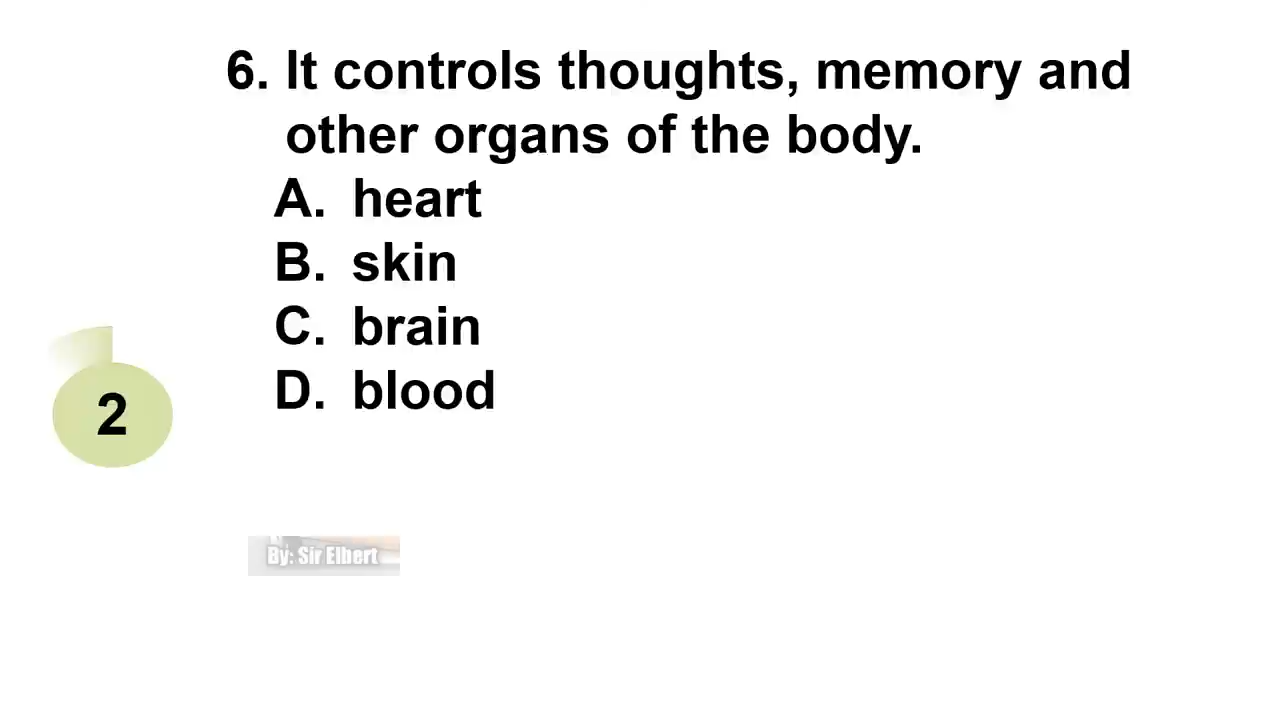 6. It controls thoughts, memory and
other organs of the body.
A. heart
B. skin
C. brain
D. blood
2
By: Sir Elbert